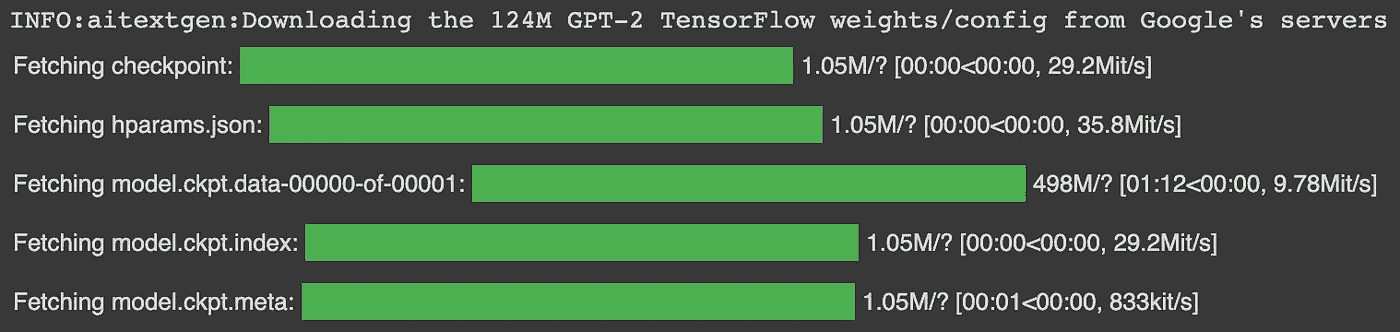 INFO:aitextgen:Downloading the 124M GPT-2 TensorFlow weights/config from Google's servers
Fetching checkpoint: 1.05M/? [00:00<00:00, 29.2Mit/s]
Fetching hparams.json: 1.05M/? [00:00<00:00, 35.8Mit/s]
Fetching model.ckpt.data-00000-of-00001: 498M/? [01:12<00:00, 9.78Mit/s]
Fetching model.ckpt.index: 1.05M/? [00:00<00:00, 29.2Mit/s]
Fetching model.ckpt.meta: 1.05M/? [00:01<00:00, 833kit/s]